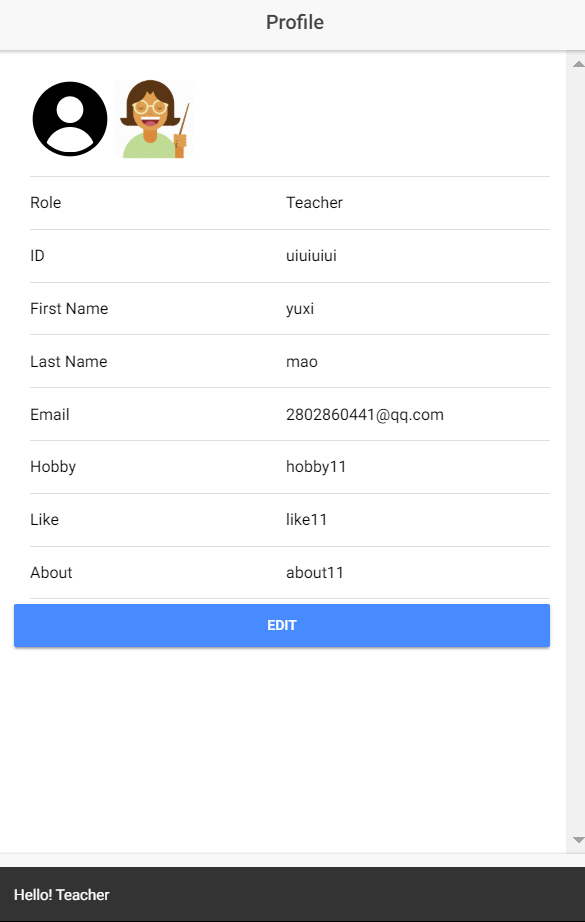 Profile
Role Teacher
ID uiuiuiui
First Name yuxi
Last Name mao
Email 2802860441@qq.com
Hobby hobby11
Like like11
About about11
EDIT
Hello! Teacher